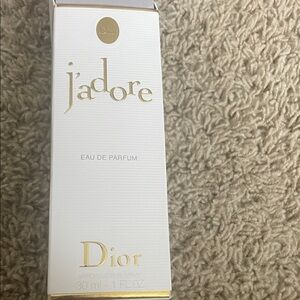 j'adore
EAU DE PARFUM
Dior
30 ml - 1 FL.OZ